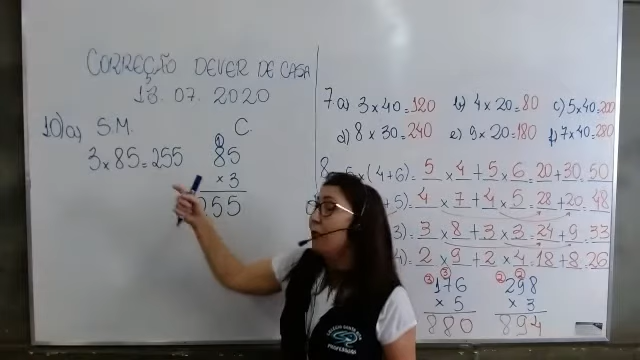 CORREÇÃO DEVER DE CASA
13.07.2020
10) a) S.M. C.
3 x 85 = 255
85
x 3
255
7. a) 3 x 40 = 120 b) 4 x 20 = 80 c) 5 x 40 = 200
d) 8 x 30 = 240 e) 9 x 20 = 180 f) 7 x 40 = 280
8. x (4 + 6) = 5 x 4 + 5 x 6 = 20 + 30 = 50
5) = 4 x 7 + 4 x 5 = 28 + 20 = 48
3) = 3 x 8 + 3 x 3 = 24 + 9 = 33
4) = 2 x 9 + 2 x 4 = 18 + 8 = 26
176
x 5
880
298
x 3
894